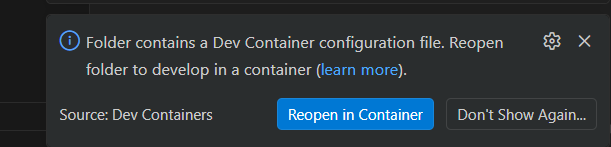 Folder contains a Dev Container configuration file. Reopen
folder to develop in a container (learn more).
Source: Dev Containers
Reopen in Container
Don't Show Again...